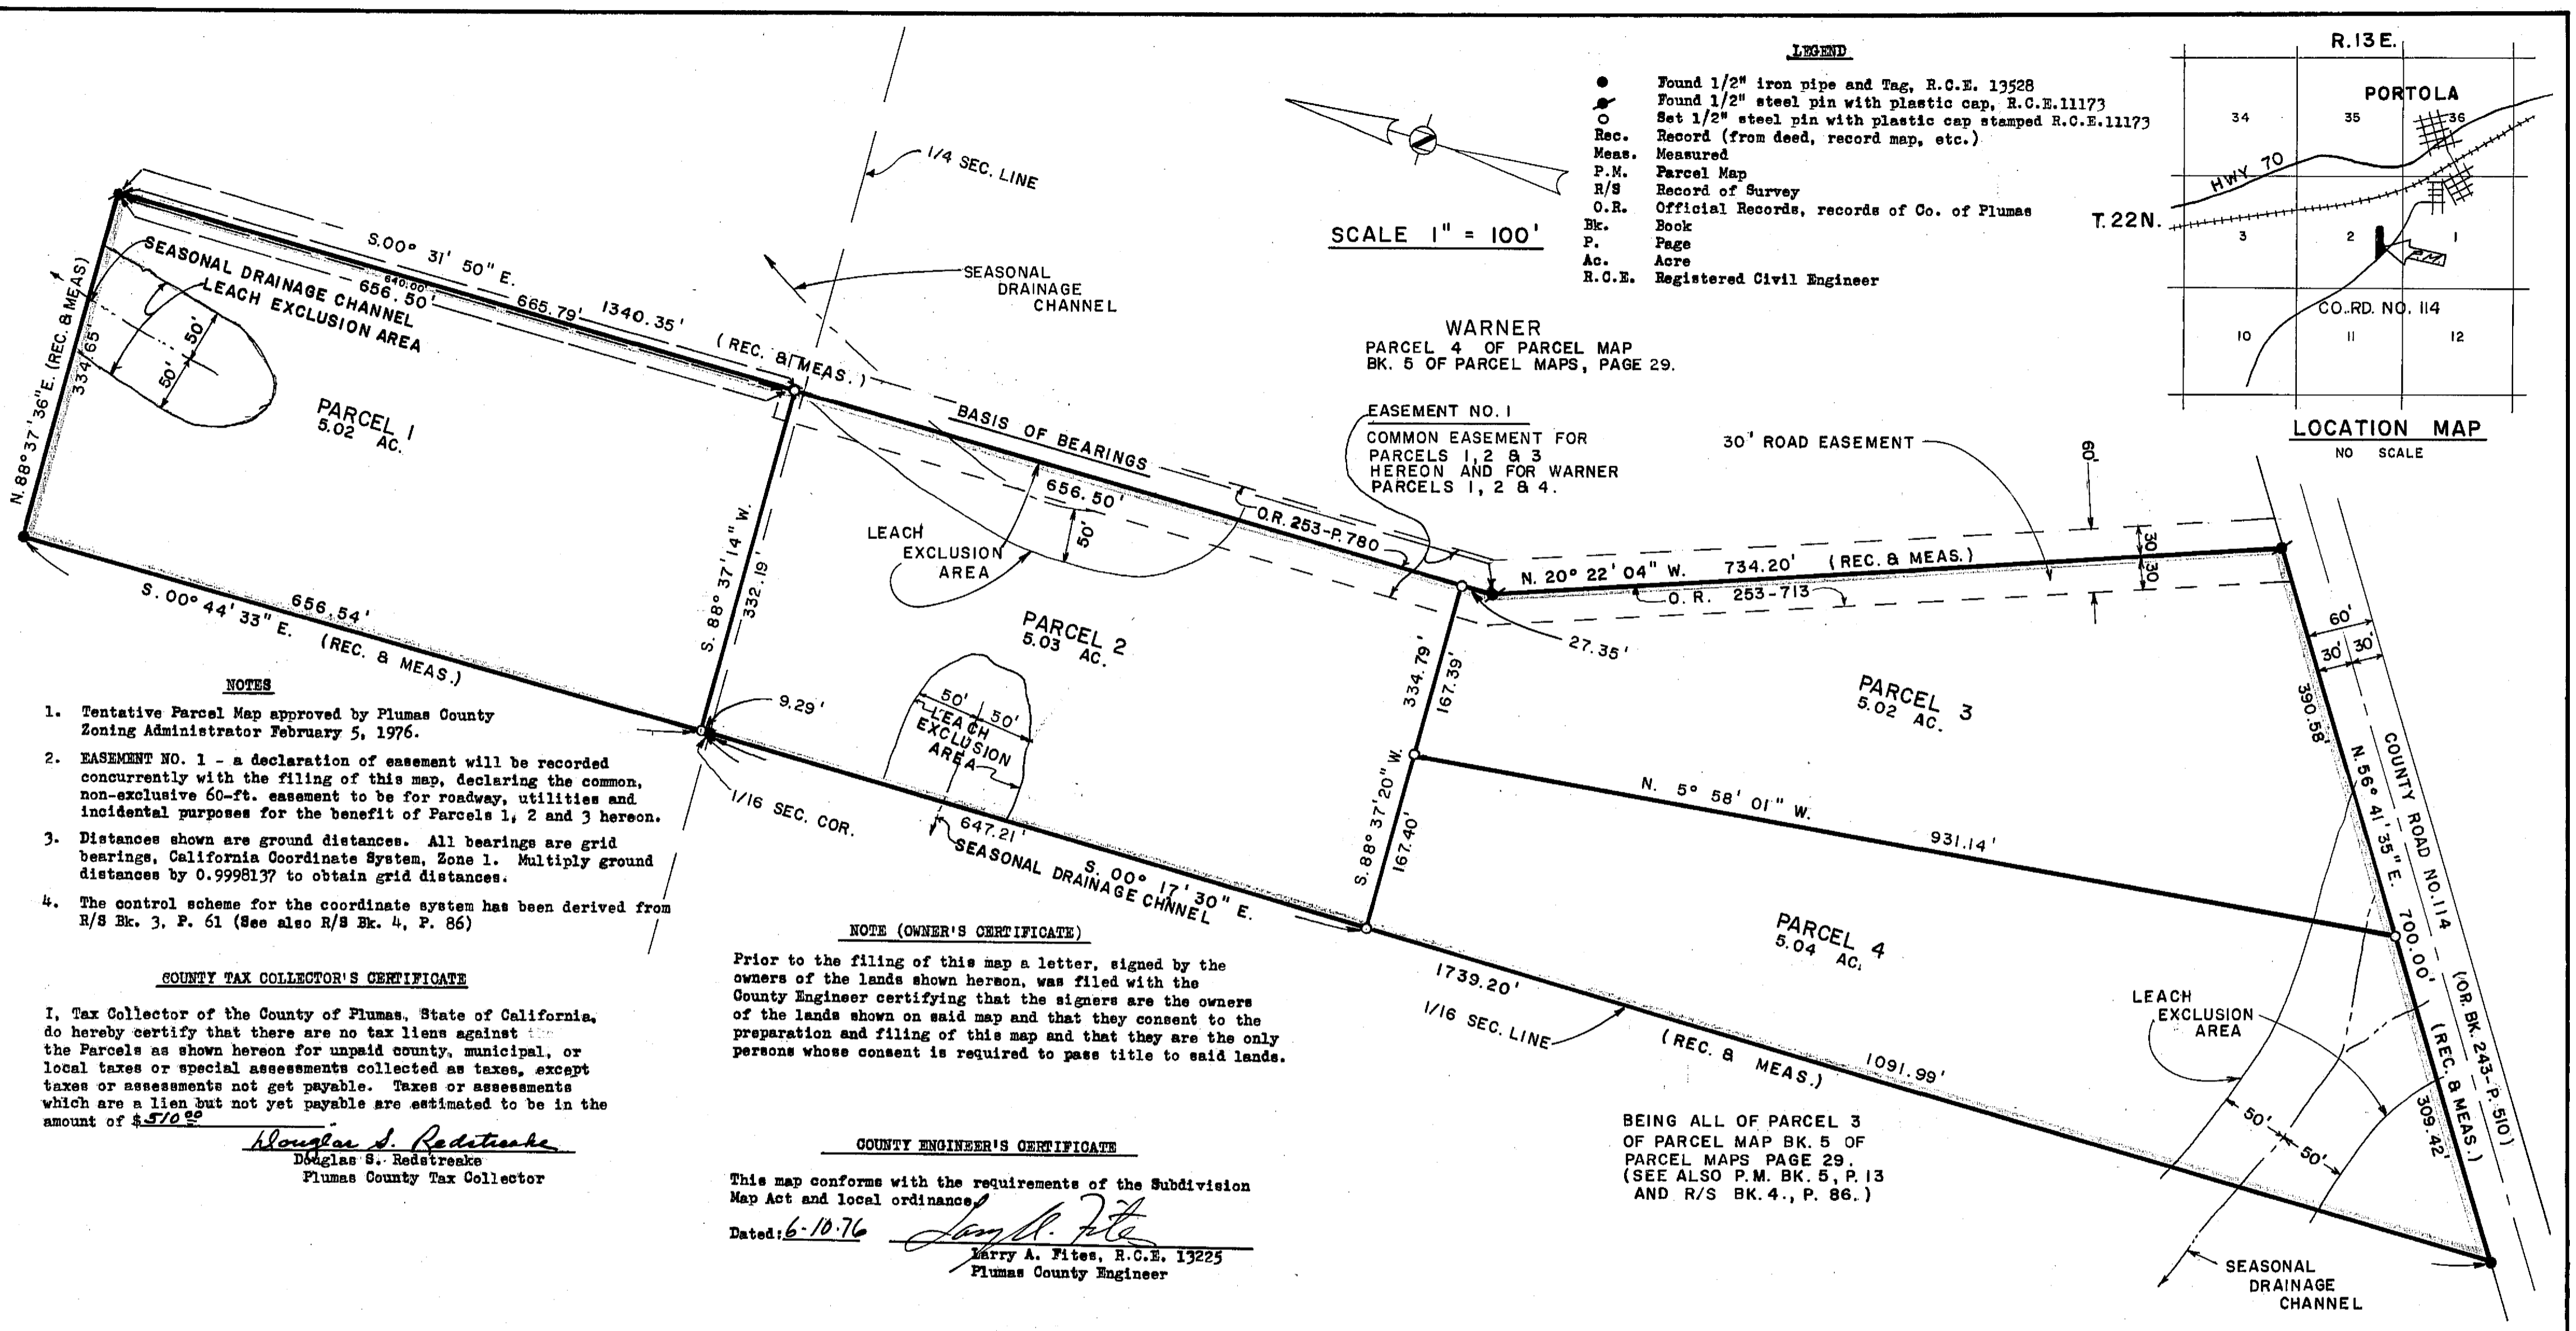 LEGEND
Found 1/2" iron pipe and Tag, R.C.E. 13528
Found 1/2" steel pin with plastic cap, R.C.E.11173
Set 1/2" steel pin with plastic cap stamped R.C.E.11173
Rec. Record (from deed, record map, etc.)
Meas. Measured
P.M. Parcel Map
R/S Record of Survey
O.R. Official Records, records of Co. of Plumas
Bk. Book
P. Page
Ac. Acre
R.C.E. Registered Civil Engineer
SCALE 1" = 100'
R.13 E.
PORTOLA
34 35 36
HWY 70
T. 22N.
3 2 1
P.M.
CO. RD. NO. 114
10 11 12
LOCATION MAP
NO SCALE
1/4 SEC. LINE
SEASONAL
DRAINAGE
CHANNEL
WARNER
PARCEL 4 OF PARCEL MAP
BK. 5 OF PARCEL MAPS, PAGE 29.
EASEMENT NO. 1
COMMON EASEMENT FOR
PARCELS 1, 2 & 3
HEREON AND FOR WARNER
PARCELS 1, 2 & 4.
30' ROAD EASEMENT
60'
S.00° 31' 50" E.
640.00'
656.50'
665.79'
1340.35'
(REC. & MEAS.)
SEASONAL DRAINAGE CHANNEL
LEACH EXCLUSION AREA
50'
50'
N. 88° 37' 36" E. (REC. & MEAS)
334.65'
PARCEL 1
5.02 AC.
S. 00° 44' 33" E.
656.54'
(REC. & MEAS.)
S. 88° 37' 14" W.
332.19'
BASIS OF BEARINGS
656.50'
50'
O.R. 253-P.780
LEACH
EXCLUSION
AREA
PARCEL 2
5.03 AC.
9.29'
1/16 SEC. COR.
50' 50'
LEACH
EXCLUSION
AREA
647.21'
SEASONAL DRAINAGE CHNNEL
S. 00° 17' 30" E.
N. 20° 22' 04" W. 734.20' (REC. & MEAS.)
O. R. 253-713
30
30
27.35'
334.79'
167.39'
S. 88° 37' 20" W.
167.40'
PARCEL 3
5.02 AC.
60'
30' 30'
390.58'
N. 56° 41' 35" E. 700.00' (REC. & MEAS.)
COUNTY ROAD NO. 114 (OR. BK. 243-P. 510)
309.42'
N. 5° 58' 01" W.
931.14'
PARCEL 4
5.04 AC.
1739.20'
1/16 SEC. LINE
(REC. & MEAS.)
1091.99'
LEACH
EXCLUSION
AREA
50'
50'
SEASONAL
DRAINAGE
CHANNEL
BEING ALL OF PARCEL 3
OF PARCEL MAP BK. 5 OF
PARCEL MAPS PAGE 29.
(SEE ALSO P.M. BK. 5, P. 13
AND R/S BK. 4., P. 86.)
NOTES
1. Tentative Parcel Map approved by Plumas County
Zoning Administrator February 5, 1976.
2. EASEMENT NO. 1 - a declaration of easement will be recorded
concurrently with the filing of this map, declaring the common,
non-exclusive 60-ft. easement to be for roadway, utilities and
incidental purposes for the benefit of Parcels 1, 2 and 3 hereon.
3. Distances shown are ground distances. All bearings are grid
bearings, California Coordinate System, Zone 1. Multiply ground
distances by 0.9998137 to obtain grid distances.
4. The control scheme for the coordinate system has been derived from
R/S Bk. 3, P. 61 (See also R/S Bk. 4, P. 86)
COUNTY TAX COLLECTOR'S CERTIFICATE
I, Tax Collector of the County of Plumas, State of California,
do hereby certify that there are no tax liens against
the Parcels as shown hereon for unpaid county, municipal, or
local taxes or special assessments collected as taxes, except
taxes or assessments not get payable. Taxes or assessments
which are a lien but not yet payable are estimated to be in the
amount of $ 510 00
Douglas S. Redstreake
Douglas S. Redstreake
Plumas County Tax Collector
NOTE (OWNER'S CERTIFICATE)
Prior to the filing of this map a letter, signed by the
owners of the lands shown hereon, was filed with the
County Engineer certifying that the signers are the owners
of the lands shown on said map and that they consent to the
preparation and filing of this map and that they are the only
persons whose consent is required to pass title to said lands.
COUNTY ENGINEER'S CERTIFICATE
This map conforms with the requirements of the Subdivision
Map Act and local ordinance
Dated: 6-10-76 Larry A. Fites
Larry A. Fites, R.C.E. 13225
Plumas County Engineer